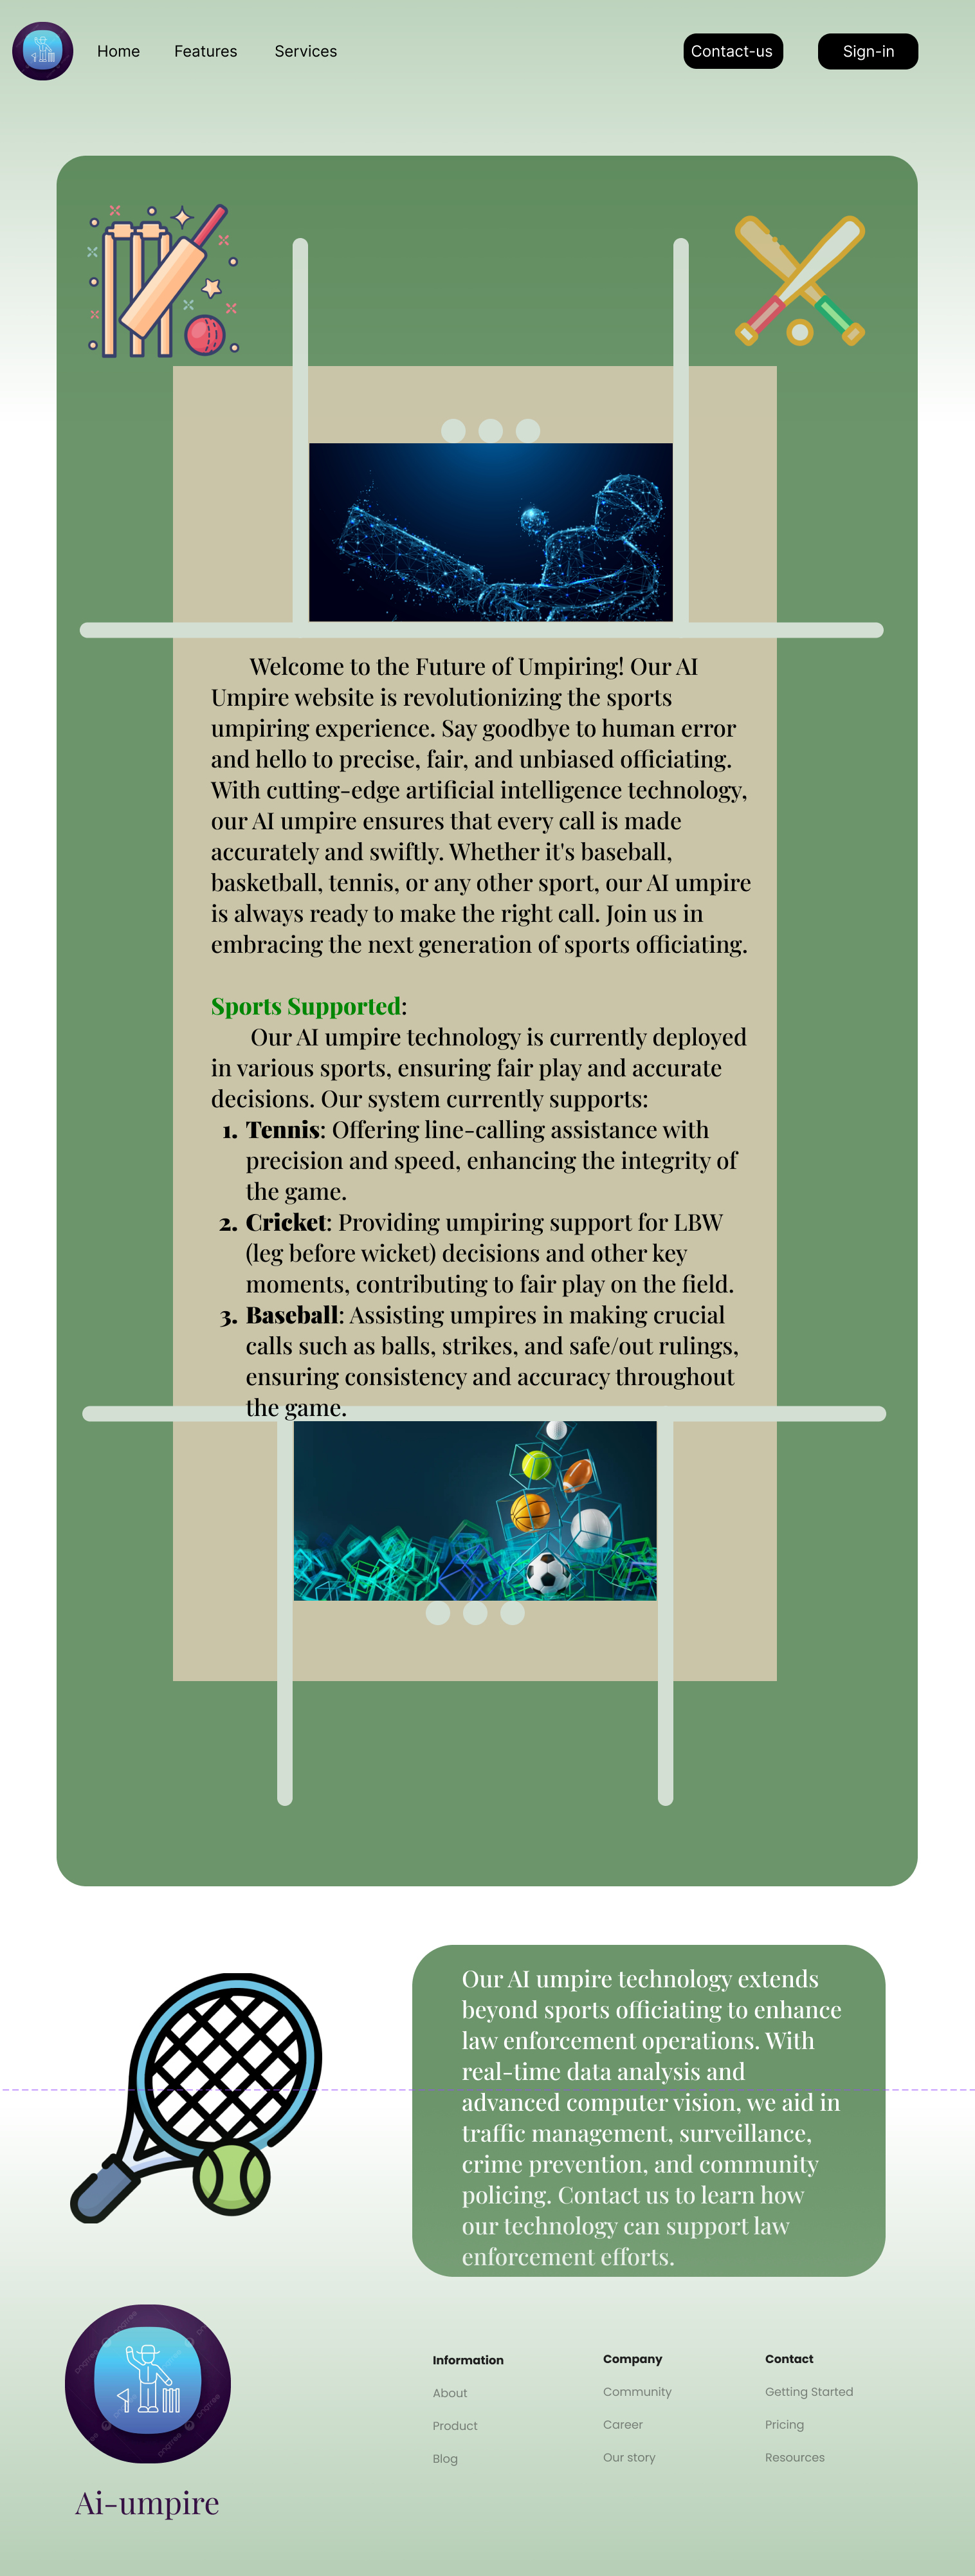 Home Features Services Contact-us Sign-in
Welcome to the Future of Umpiring! Our AI
Umpire website is revolutionizing the sports
umpiring experience. Say goodbye to human error
and hello to precise, fair, and unbiased officiating.
With cutting-edge artificial intelligence technology,
our AI umpire ensures that every call is made
accurately and swiftly. Whether it's baseball,
basketball, tennis, or any other sport, our AI umpire
is always ready to make the right call. Join us in
embracing the next generation of sports officiating.
Sports Supported:
Our AI umpire technology is currently deployed
in various sports, ensuring fair play and accurate
decisions. Our system currently supports:
1. Tennis: Offering line-calling assistance with
precision and speed, enhancing the integrity of
the game.
2. Cricket: Providing umpiring support for LBW
(leg before wicket) decisions and other key
moments, contributing to fair play on the field.
3. Baseball: Assisting umpires in making crucial
calls such as balls, strikes, and safe/out rulings,
ensuring consistency and accuracy throughout
the game.
Our AI umpire technology extends
beyond sports officiating to enhance
law enforcement operations. With
real-time data analysis and
advanced computer vision, we aid in
traffic management, surveillance,
crime prevention, and community
policing. Contact us to learn how
our technology can support law
enforcement efforts.
Ai-umpire
Information
About
Product
Blog
Company
Community
Career
Our story
Contact
Getting Started
Pricing
Resources